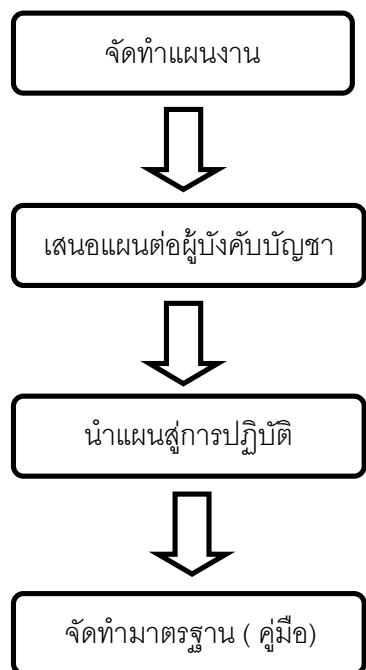 จัดทำแผนงาน
เสนอแผนต่อผู้บังคับบัญชา
นำแผนสู่การปฏิบัติ
จัดทำมาตรฐาน ( คู่มือ)